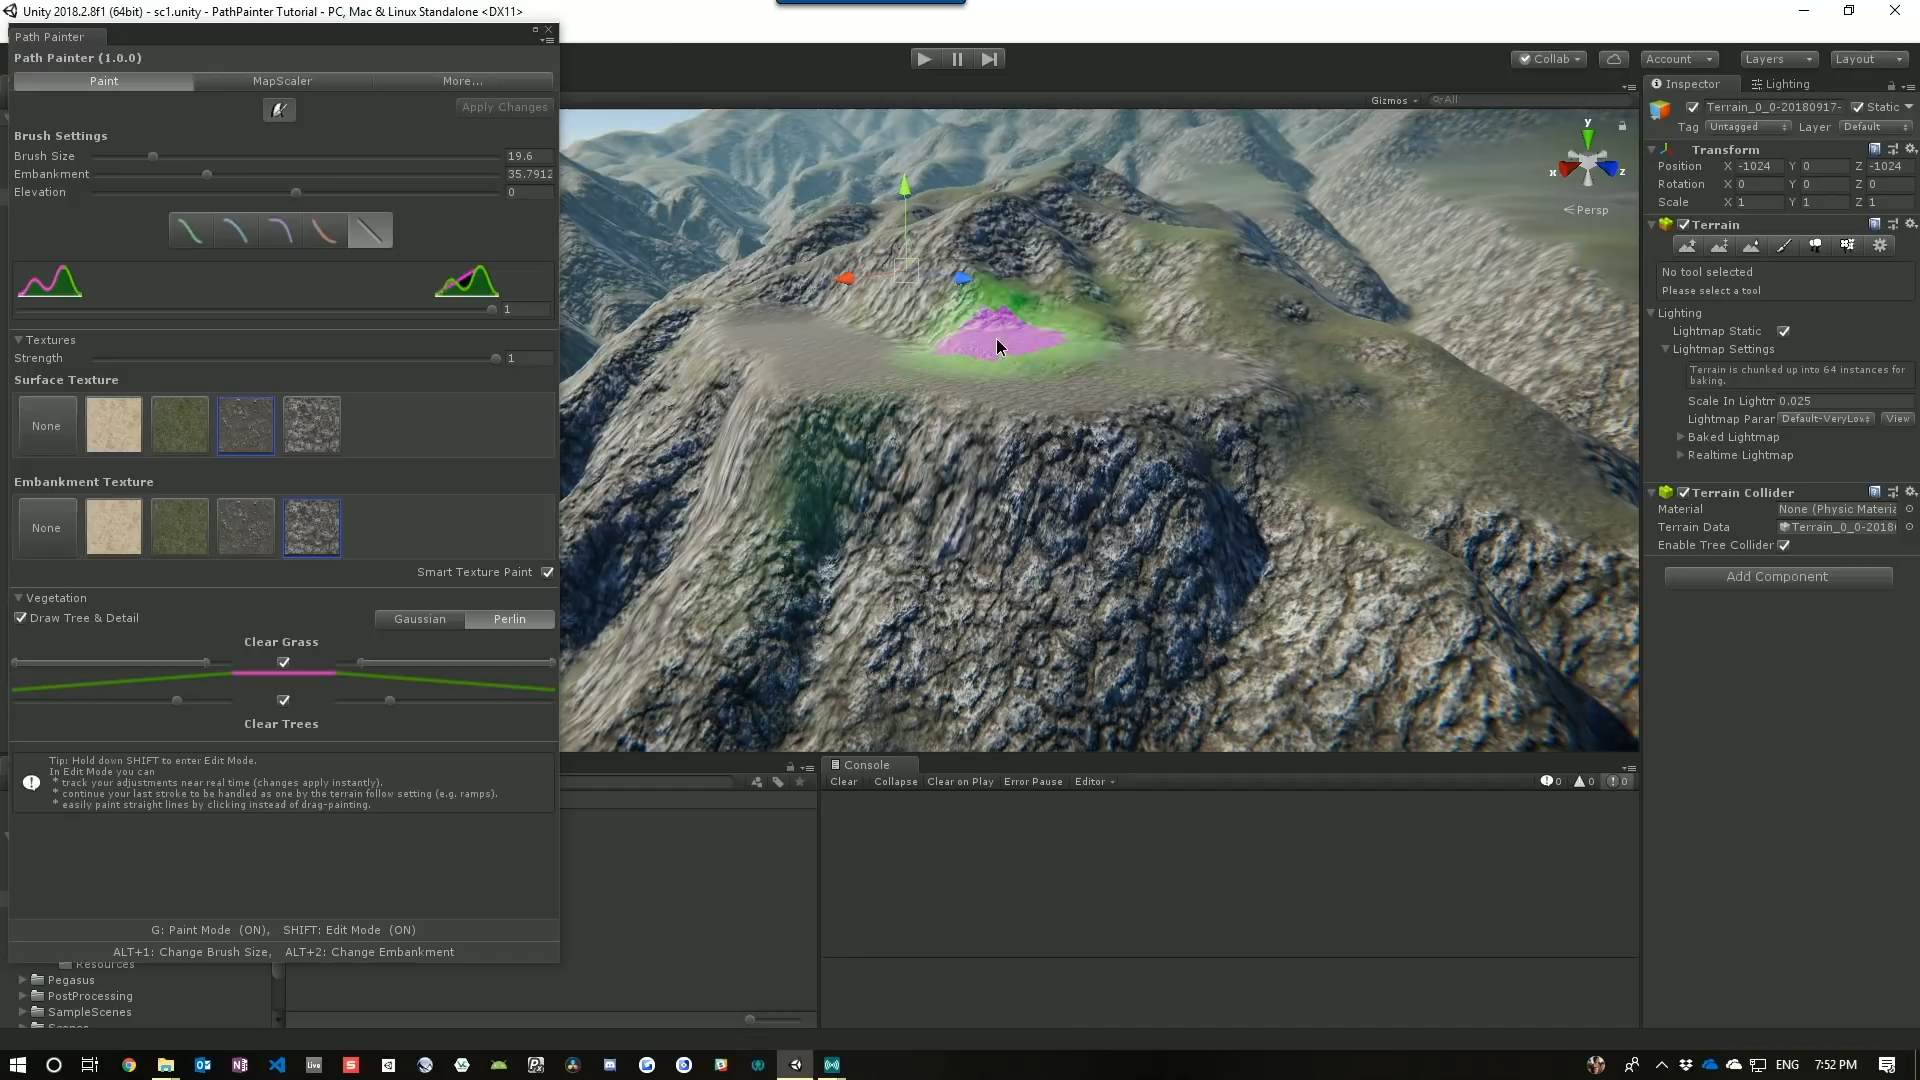 Unity 2018.2.8f1 (64bit) - sc1.unity - PathPainter Tutorial - PC, Mac & Linux Standalone <DX11>
Path Painter
Path Painter (1.0.0)
Paint MapScaler More...
Apply Changes
Brush Settings
Brush Size 19.6
Embankment 35.7912
Elevation 0
1
Textures
Strength 1
Surface Texture
None
Embankment Texture
None
Smart Texture Paint
Vegetation
Draw Tree & Detail Gaussian Perlin
Clear Grass
Clear Trees
Tip: Hold down SHIFT to enter Edit Mode.
In Edit Mode you can
* track your adjustments near real time (changes apply instantly).
* continue your last stroke to be handled as one by the terrain follow setting (e.g. ramps).
* easily paint straight lines by clicking instead of drag-painting.
G: Paint Mode (ON), SHIFT: Edit Mode (ON)
ALT+1: Change Brush Size, ALT+2: Change Embankment
Resources
Pegasus
PostProcessing
SampleScenes
Collab Account Layers Layout
Gizmos All
y
x z
Persp
Console
Clear Collapse Clear on Play Error Pause Editor 0 0 0
Inspector Lighting
Terrain_0_0-20180917- Static
Tag Untagged Layer Default
Transform
Position X -1024 Y 0 Z -1024
Rotation X 0 Y 0 Z 0
Scale X 1 Y 1 Z 1
Terrain
No tool selected
Please select a tool
Lighting
Lightmap Static
Lightmap Settings
Terrain is chunked up into 64 instances for
baking.
Scale In Lightm 0.025
Lightmap Parar Default-VeryLow View
Baked Lightmap
Realtime Lightmap
Terrain Collider
Material None (Physic Materia
Terrain Data Terrain_0_0-2018
Enable Tree Collider
Add Component
Live S
ENG 7:52 PM